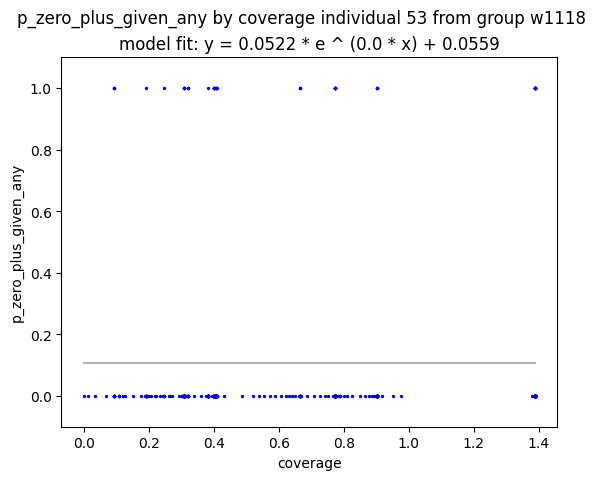 p_zero_plus_given_any by coverage individual 53 from group w1118
model fit: y = 0.0522 * e ^ (0.0 * x) + 0.0559
1.0
0.8
0.6
0.4
0.2
0.0
p_zero_plus_given_any
0.0 0.2 0.4 0.6 0.8 1.0 1.2 1.4
coverage